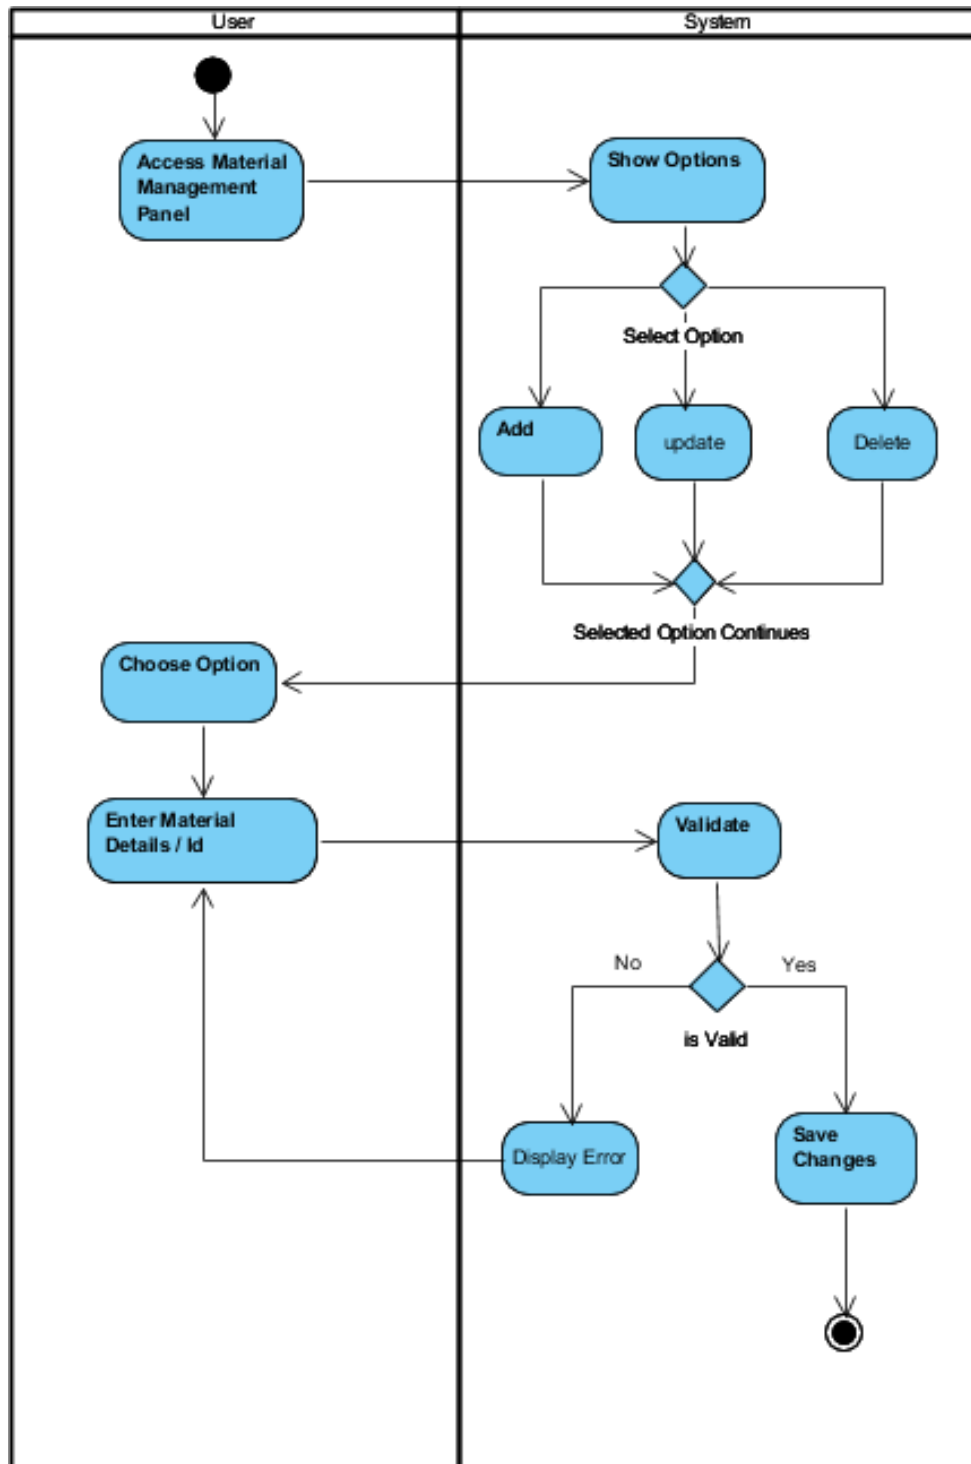 User
System
Access Material
Management
Panel
Show Options
Select Option
Add
update
Delete
Selected Option Continues
Choose Option
Enter Material
Details / Id
Validate
No
Yes
is Valid
Display Error
Save
Changes